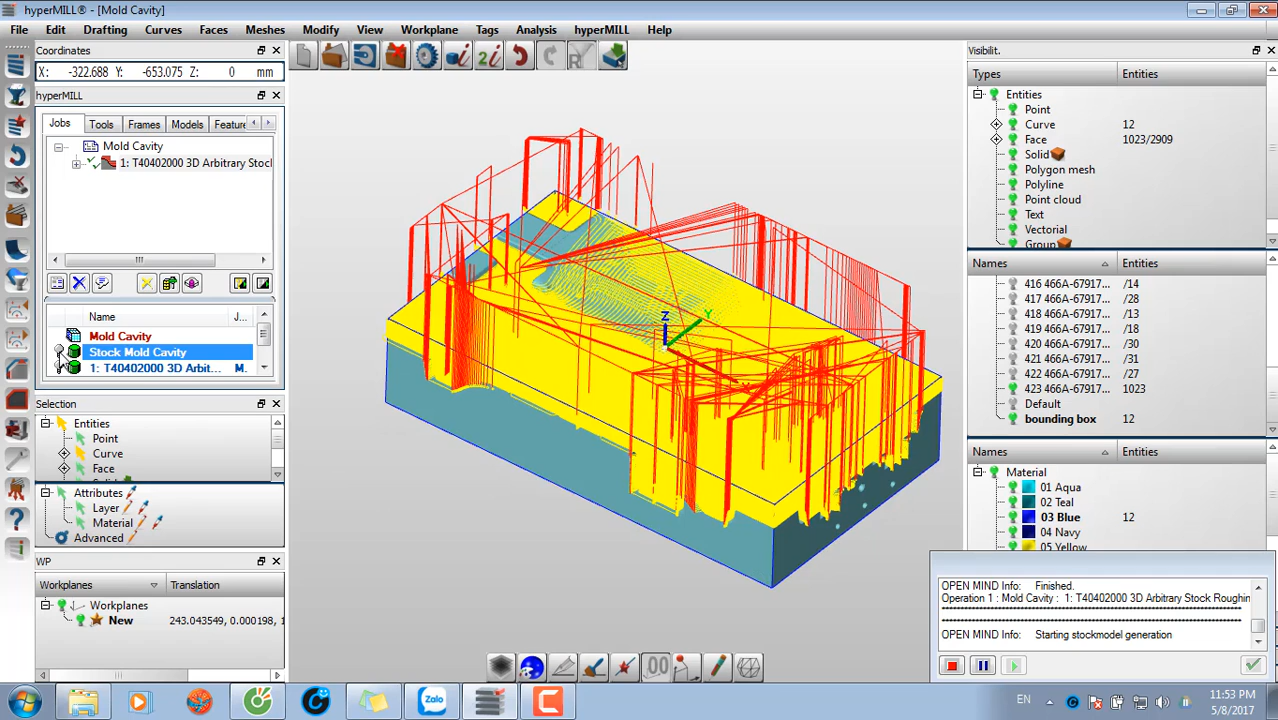 hyperMILL® - [Mold Cavity]
File Edit Drafting Curves Faces Meshes Modify View Workplane Tags Analysis hyperMILL Help
Coordinates
X: -322.688 Y: -653.075 Z: 0 mm
hyperMILL
Jobs Tools Frames Models Feature
Mold Cavity
1: T40402000 3D Arbitrary Stocl
Name J...
Mold Cavity
Stock Mold Cavity
1: T40402000 3D Arbit... M.
Selection
Entities
Point
Curve
Face
Attributes
Layer
Material
Advanced
WP
Workplanes Translation
Workplanes
New 243.043549, 0.000198, 1
Z
Y
Visibilit.
Types Entities
Entities
Point
Curve 12
Face 1023/2909
Solid
Polygon mesh
Polyline
Point cloud
Text
Vectorial
Group
Names Entities
416 466A-67917... /14
417 466A-67917... /28
418 466A-67917... /13
419 466A-67917... /18
420 466A-67917... /30
421 466A-67917... /31
422 466A-67917... /27
423 466A-67917... 1023
Default
bounding box 12
Names Entities
Material
01 Aqua
02 Teal
03 Blue 12
04 Navy
05 Yellow
OPEN MIND Info: Finished.
Operation 1 : Mold Cavity : 1: T40402000 3D Arbitrary Stock Roughin
OPEN MIND Info: Starting stockmodel generation
Zalo
EN
11:53 PM
5/8/2017